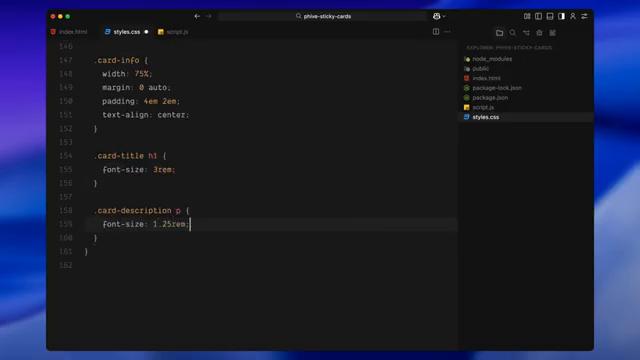 phive-sticky-cards
index.html
styles.css
script.js
EXPLORER: PHIVE-STICKY-CARDS
node_modules
public
index.html
package-lock.json
package.json
script.js
styles.css
146
147 .card-info {
148 width: 75%;
149 margin: 0 auto;
150 padding: 4em 2em;
151 text-align: center;
152 }
153
154 .card-title h1 {
155 font-size: 3rem;
156 }
157
158 .card-description p {
159 font-size: 1.25rem;
160 }
161 }
162